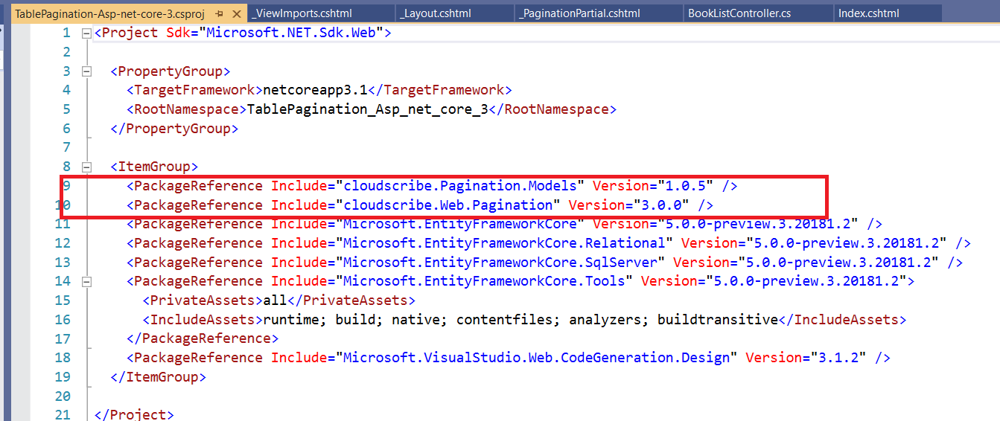 TablePagination-Asp-net-core-3.csproj
_ViewImports.cshtml
_Layout.cshtml
_PaginationPartial.cshtml
BookListController.cs
Index.cshtml
1 <Project Sdk="Microsoft.NET.Sdk.Web">
2
3 <PropertyGroup>
4 <TargetFramework>netcoreapp3.1</TargetFramework>
5 <RootNamespace>TablePagination_Asp_net_core_3</RootNamespace>
6 </PropertyGroup>
7
8 <ItemGroup>
9 <PackageReference Include="cloudscribe.Pagination.Models" Version="1.0.5" />
10 <PackageReference Include="cloudscribe.Web.Pagination" Version="3.0.0" />
11 <PackageReference Include="Microsoft.EntityFrameworkCore" Version="5.0.0-preview.3.20181.2" />
12 <PackageReference Include="Microsoft.EntityFrameworkCore.Relational" Version="5.0.0-preview.3.20181.2" />
13 <PackageReference Include="Microsoft.EntityFrameworkCore.SqlServer" Version="5.0.0-preview.3.20181.2" />
14 <PackageReference Include="Microsoft.EntityFrameworkCore.Tools" Version="5.0.0-preview.3.20181.2">
15 <PrivateAssets>all</PrivateAssets>
16 <IncludeAssets>runtime; build; native; contentfiles; analyzers; buildtransitive</IncludeAssets>
17 </PackageReference>
18 <PackageReference Include="Microsoft.VisualStudio.Web.CodeGeneration.Design" Version="3.1.2" />
19 </ItemGroup>
20
21 </Project>